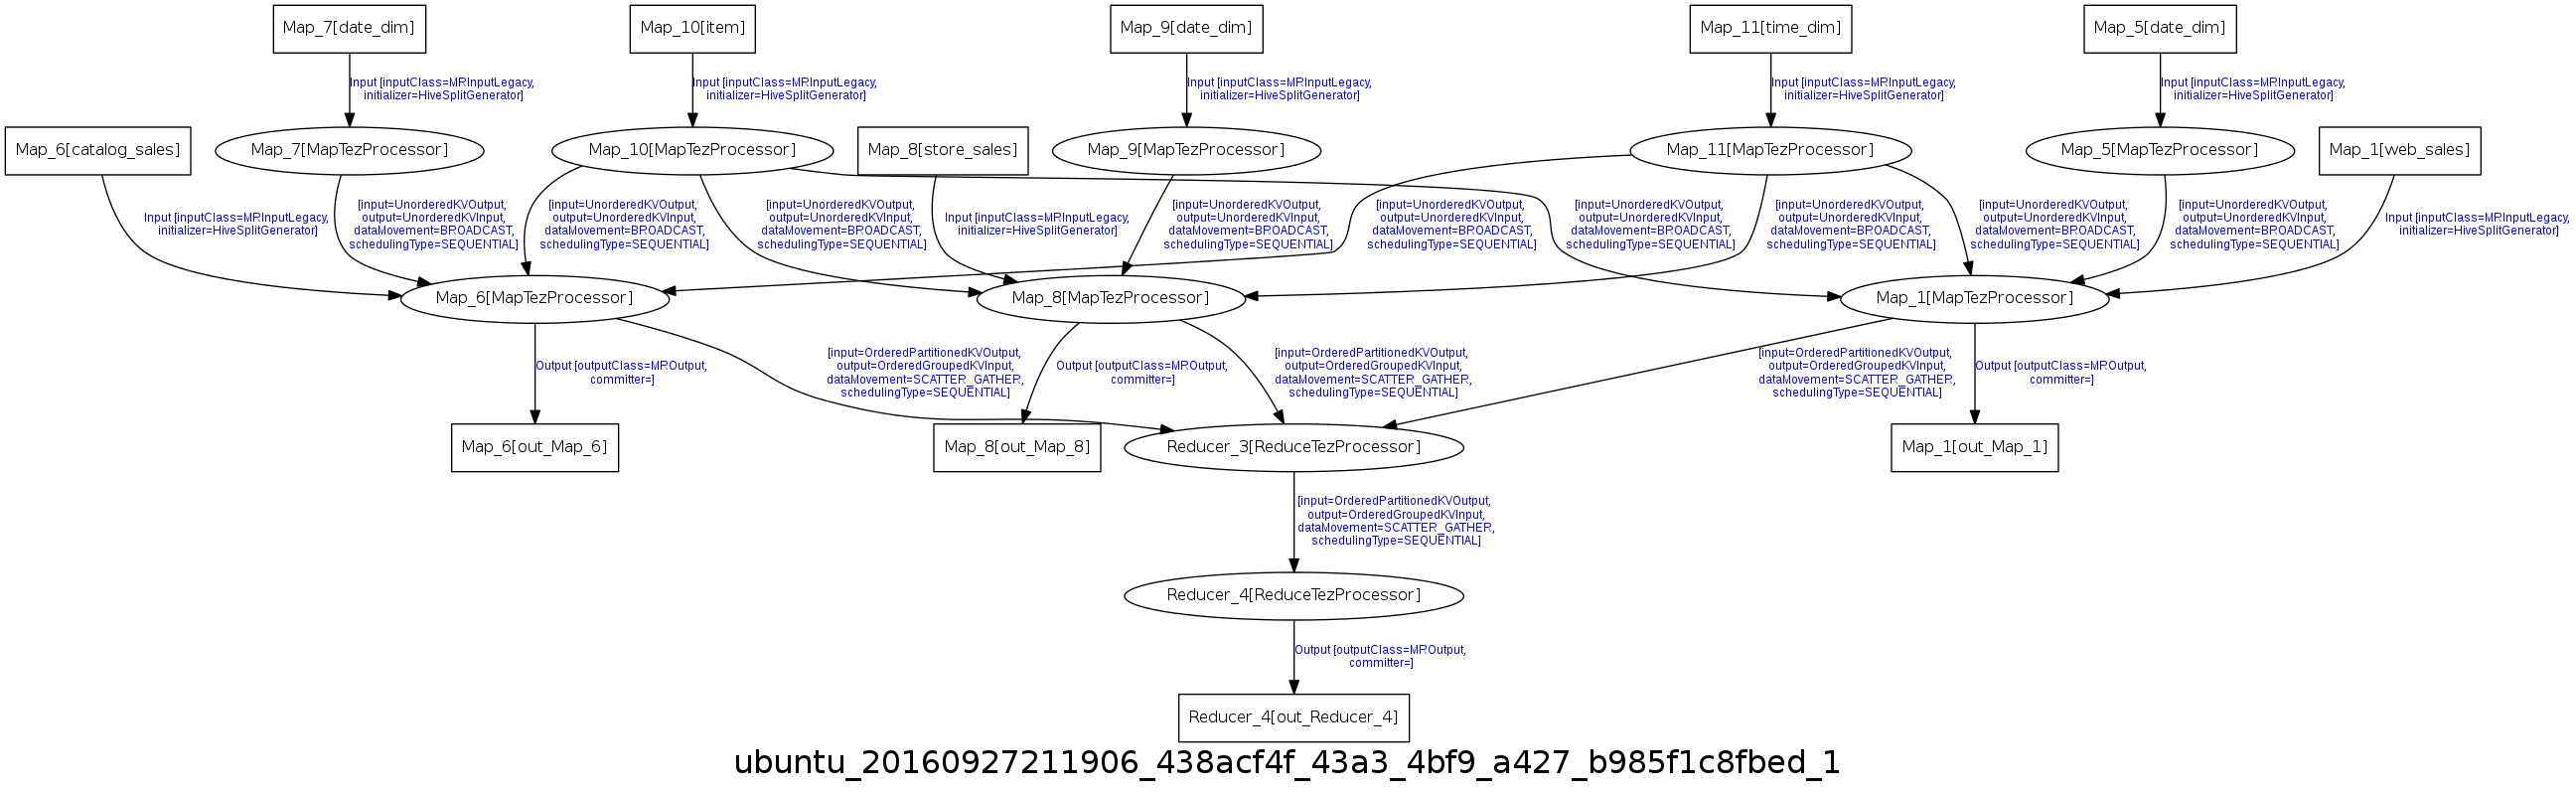 Map_7[date_dim]
Map_10[item]
Map_9[date_dim]
Map_11[time_dim]
Map_5[date_dim]
Input [inputClass=MRInputLegacy,
initializer=HiveSplitGenerator]
Input [inputClass=MRInputLegacy,
initializer=HiveSplitGenerator]
Input [inputClass=MRInputLegacy,
initializer=HiveSplitGenerator]
Input [inputClass=MRInputLegacy,
initializer=HiveSplitGenerator]
Input [inputClass=MRInputLegacy,
initializer=HiveSplitGenerator]
Map_6[catalog_sales]
Map_7[MapTezProcessor]
Map_10[MapTezProcessor]
Map_8[store_sales]
Map_9[MapTezProcessor]
Map_11[MapTezProcessor]
Map_5[MapTezProcessor]
Map_1[web_sales]
Input [inputClass=MRInputLegacy,
initializer=HiveSplitGenerator]
[input=UnorderedKVOutput,
output=UnorderedKVInput,
dataMovement=BROADCAST,
schedulingType=SEQUENTIAL]
[input=UnorderedKVOutput,
output=UnorderedKVInput,
dataMovement=BROADCAST,
schedulingType=SEQUENTIAL]
[input=UnorderedKVOutput,
output=UnorderedKVInput,
dataMovement=BROADCAST,
schedulingType=SEQUENTIAL]
Input [inputClass=MRInputLegacy,
initializer=HiveSplitGenerator]
[input=UnorderedKVOutput,
output=UnorderedKVInput,
dataMovement=BROADCAST,
schedulingType=SEQUENTIAL]
[input=UnorderedKVOutput,
output=UnorderedKVInput,
dataMovement=BROADCAST,
schedulingType=SEQUENTIAL]
[input=UnorderedKVOutput,
output=UnorderedKVInput,
dataMovement=BROADCAST,
schedulingType=SEQUENTIAL]
[input=UnorderedKVOutput,
output=UnorderedKVInput,
dataMovement=BROADCAST,
schedulingType=SEQUENTIAL]
[input=UnorderedKVOutput,
output=UnorderedKVInput,
dataMovement=BROADCAST,
schedulingType=SEQUENTIAL]
[input=UnorderedKVOutput,
output=UnorderedKVInput,
dataMovement=BROADCAST,
schedulingType=SEQUENTIAL]
Input [inputClass=MRInputLegacy,
initializer=HiveSplitGenerator]
Map_6[MapTezProcessor]
Map_8[MapTezProcessor]
Map_1[MapTezProcessor]
Output [outputClass=MROutput,
committer=]
[input=OrderedPartitionedKVOutput,
output=OrderedGroupedKVInput,
dataMovement=SCATTER_GATHER,
schedulingType=SEQUENTIAL]
Output [outputClass=MROutput,
committer=]
[input=OrderedPartitionedKVOutput,
output=OrderedGroupedKVInput,
dataMovement=SCATTER_GATHER,
schedulingType=SEQUENTIAL]
[input=OrderedPartitionedKVOutput,
output=OrderedGroupedKVInput,
dataMovement=SCATTER_GATHER,
schedulingType=SEQUENTIAL]
Output [outputClass=MROutput,
committer=]
Map_6[out_Map_6]
Map_8[out_Map_8]
Reducer_3[ReduceTezProcessor]
Map_1[out_Map_1]
[input=OrderedPartitionedKVOutput,
output=OrderedGroupedKVInput,
dataMovement=SCATTER_GATHER,
schedulingType=SEQUENTIAL]
Reducer_4[ReduceTezProcessor]
Output [outputClass=MROutput,
committer=]
Reducer_4[out_Reducer_4]
ubuntu_20160927211906_438acf4f_43a3_4bf9_a427_b985f1c8fbed_1